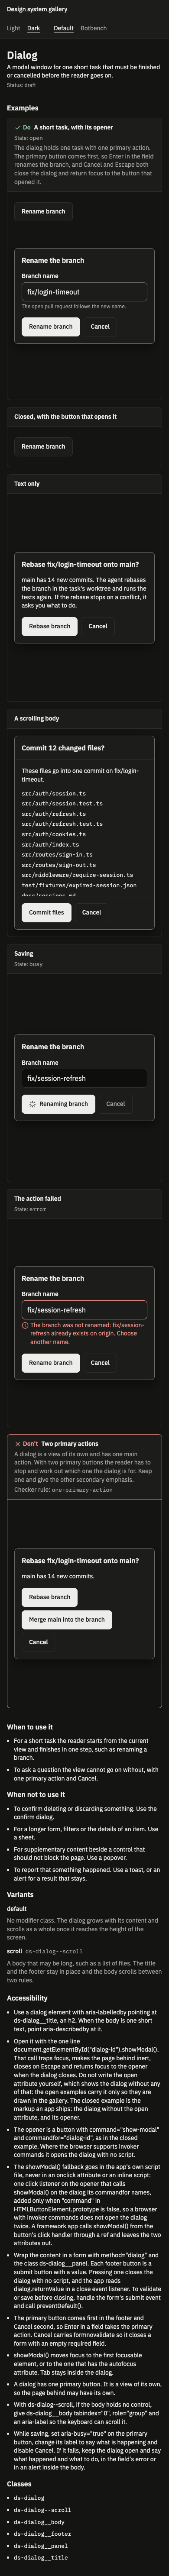 Design system gallery
Light Dark Default Botbench
Dialog
A modal window for one short task that must be finished
or cancelled before the reader goes on.
Status: draft
Examples
Do A short task, with its opener
State: open
The dialog holds one task with one primary action.
The primary button comes first, so Enter in the field
renames the branch, and Cancel and Escape both
close the dialog and return focus to the button that
opened it.
Rename branch
Rename the branch
Branch name
fix/login-timeout
The open pull request follows the new name.
Rename branch Cancel
Closed, with the button that opens it
Rename branch
Text only
Rebase fix/login-timeout onto main?
main has 14 new commits. The agent rebases
the branch in the task's worktree and runs the
tests again. If the rebase stops on a conflict, it
asks you what to do.
Rebase branch Cancel
A scrolling body
Commit 12 changed files?
These files go into one commit on fix/login-
timeout.
src/auth/session.ts
src/auth/session.test.ts
src/auth/refresh.ts
src/auth/refresh.test.ts
src/auth/cookies.ts
src/auth/index.ts
src/routes/sign-in.ts
src/routes/sign-out.ts
src/middleware/require-session.ts
test/fixtures/expired-session.json
Commit files Cancel
Saving
State: busy
Rename the branch
Branch name
fix/session-refresh
Renaming branch Cancel
The action failed
State: error
Rename the branch
Branch name
fix/session-refresh
The branch was not renamed: fix/session-
refresh already exists on origin. Choose
another name.
Rename branch Cancel
Don't Two primary actions
A dialog is a view of its own and has one main
action. With two primary buttons the reader has to
stop and work out which one the dialog is for. Keep
one and give the other secondary emphasis.
Checker rule: one-primary-action
Rebase fix/login-timeout onto main?
main has 14 new commits.
Rebase branch
Merge main into the branch
Cancel
When to use it
For a short task the reader starts from the current
view and finishes in one step, such as renaming a
branch.
To ask a question the view cannot go on without, with
one primary action and Cancel.
When not to use it
To confirm deleting or discarding something. Use the
confirm dialog.
For a longer form, filters or the details of an item. Use
a sheet.
For supplementary content beside a control that
should not block the page. Use a popover.
To report that something happened. Use a toast, or an
alert for a result that stays.
Variants
default
No modifier class. The dialog grows with its content and
scrolls as a whole once it reaches the height of the
screen.
scroll ds-dialog--scroll
A body that may be long, such as a list of files. The title
and the footer stay in place and the body scrolls between
two rules.
Accessibility
Use a dialog element with aria-labelledby pointing at
ds-dialog__title, an h2. When the body is one short
text, point aria-describedby at it.
Open it with the one line
document.getElementById("dialog-id").showModal().
That call traps focus, makes the page behind inert,
closes on Escape and returns focus to the opener
when the dialog closes. Do not write the open
attribute yourself, which shows the dialog without any
of that: the open examples carry it only so they are
drawn in the gallery. The closed example is the
markup an app ships: the dialog without the open
attribute, and its opener.
The opener is a button with command="show-modal"
and commandfor="dialog-id", as in the closed
example. Where the browser supports invoker
commands it opens the dialog with no script.
The showModal() fallback goes in the app's own script
file, never in an onclick attribute or an inline script:
one click listener on the opener that calls
showModal() on the dialog its commandfor names,
added only when "command" in
HTMLButtonElement.prototype is false, so a browser
with invoker commands does not open the dialog
twice. A framework app calls showModal() from the
button's click handler through a ref and leaves the two
attributes out.
Wrap the content in a form with method="dialog" and
the class ds-dialog__panel. Each footer button is a
submit button with a value. Pressing one closes the
dialog with no script, and the app reads
dialog.returnValue in a close event listener. To validate
or save before closing, handle the form's submit event
and call preventDefault().
The primary button comes first in the footer and
Cancel second, so Enter in a field takes the primary
action. Cancel carries formnovalidate so it closes a
form with an empty required field.
showModal() moves focus to the first focusable
element, or to the one that has the autofocus
attribute. Tab stays inside the dialog.
A dialog has one primary button. It is a view of its own,
so the page behind may have its own.
With ds-dialog--scroll, if the body holds no control,
give ds-dialog__body tabindex="0", role="group" and
an aria-label so the keyboard can scroll it.
While saving, set aria-busy="true" on the primary
button, change its label to say what is happening and
disable Cancel. If it fails, keep the dialog open and say
what happened and what to do, in the field's error or
in an alert inside the body.
Classes
ds-dialog
ds-dialog--scroll
ds-dialog__body
ds-dialog__footer
ds-dialog__panel
ds-dialog__title